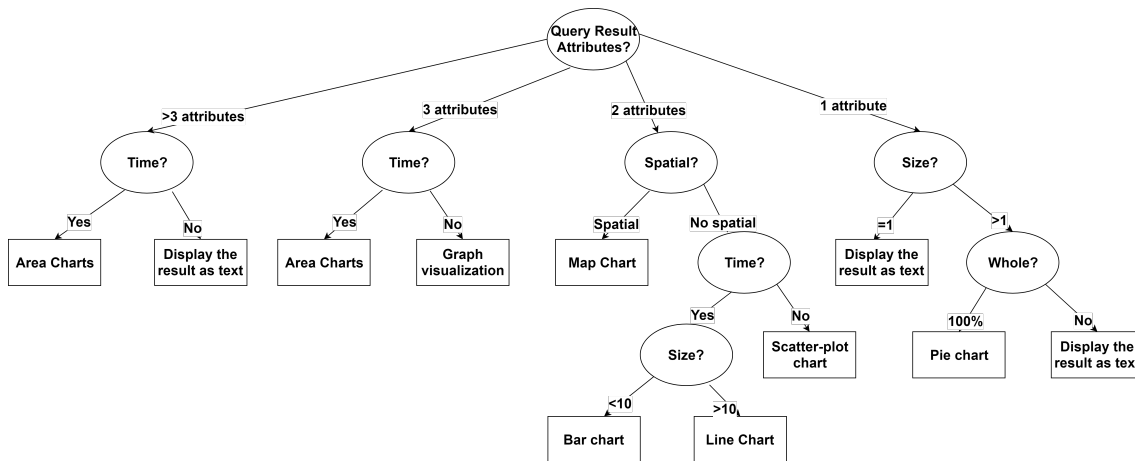 Query Result
Attributes?
>3 attributes
3 attributes
2 attributes
1 attribute
Time?
Time?
Spatial?
Size?
Yes
No
Yes
No
Spatial
No spatial
=1
>1
Area Charts
Display the
result as text
Area Charts
Graph
visualization
Map Chart
Time?
Display the
result as text
Whole?
Yes
No
100%
No
Size?
Scatter-plot
chart
Pie chart
Display the
result as text
<10
>10
Bar chart
Line Chart